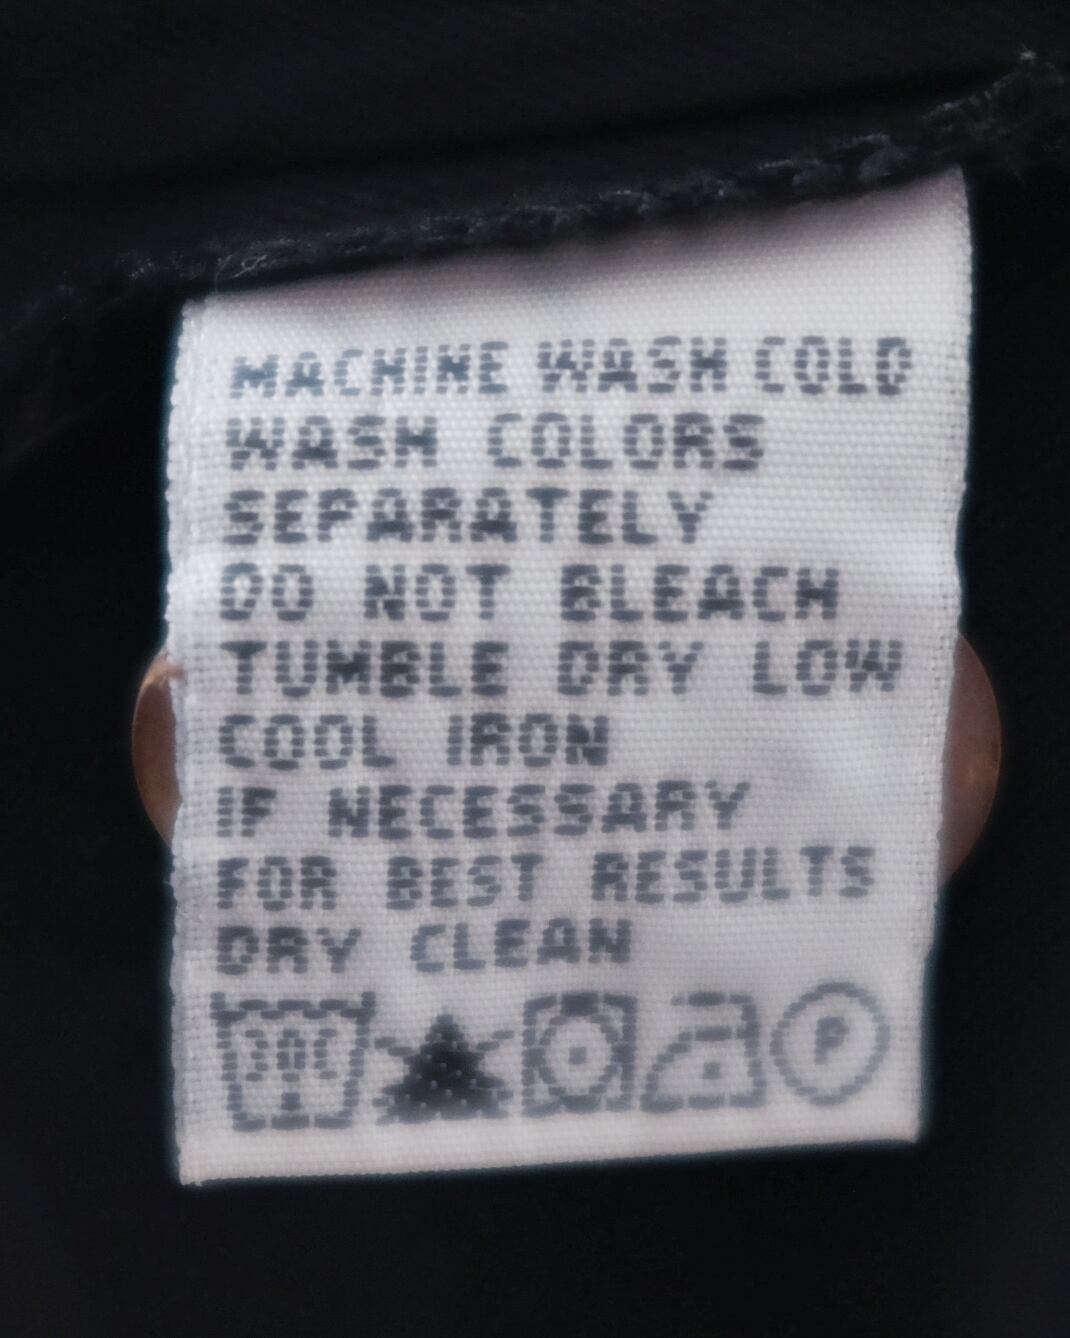 MACHINE WASH COLD
WASH COLORS
SEPARATELY
DO NOT BLEACH
TUMBLE DRY LOW
COOL IRON
IF NECESSARY
FOR BEST RESULTS
DRY CLEAN
30C P